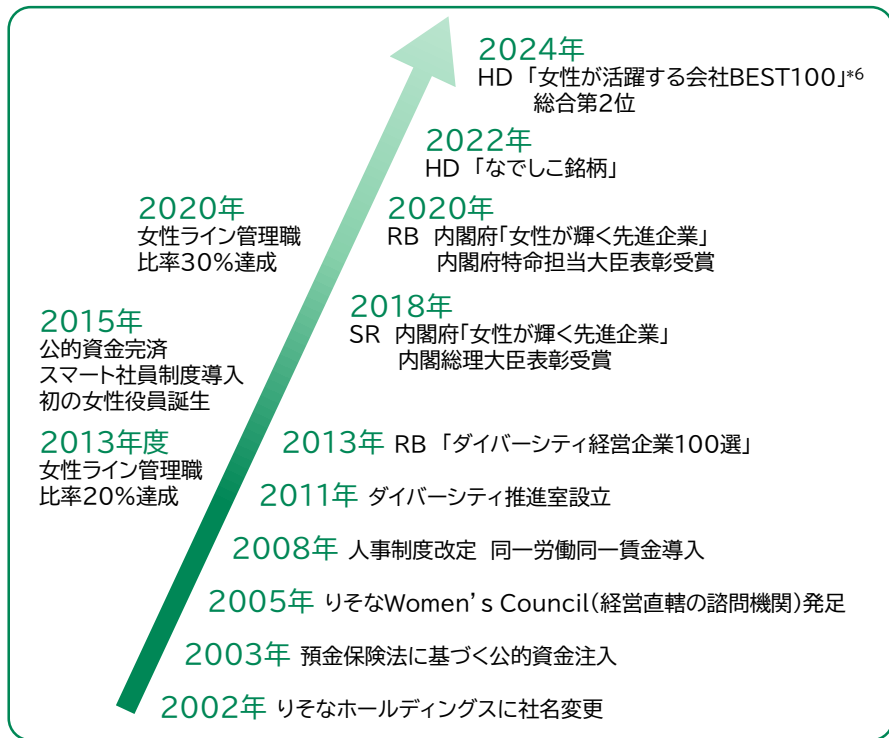 2024年
HD 「女性が活躍する会社BEST100」*6
総合第2位
2022年
HD 「なでしこ銘柄」
2020年
女性ライン管理職
比率30%達成
2020年
RB 内閣府「女性が輝く先進企業」
内閣府特命担当大臣表彰受賞
2018年
SR 内閣府「女性が輝く先進企業」
内閣総理大臣表彰受賞
2015年
公的資金完済
スマート社員制度導入
初の女性役員誕生
2013年度
女性ライン管理職
比率20%達成
2013年 RB 「ダイバーシティ経営企業100選」
2011年 ダイバーシティ推進室設立
2008年 人事制度改定 同一労働同一賃金導入
2005年 りそなWomen's Council(経営直轄の諮問機関)発足
2003年 預金保険法に基づく公的資金注入
2002年 りそなホールディングスに社名変更